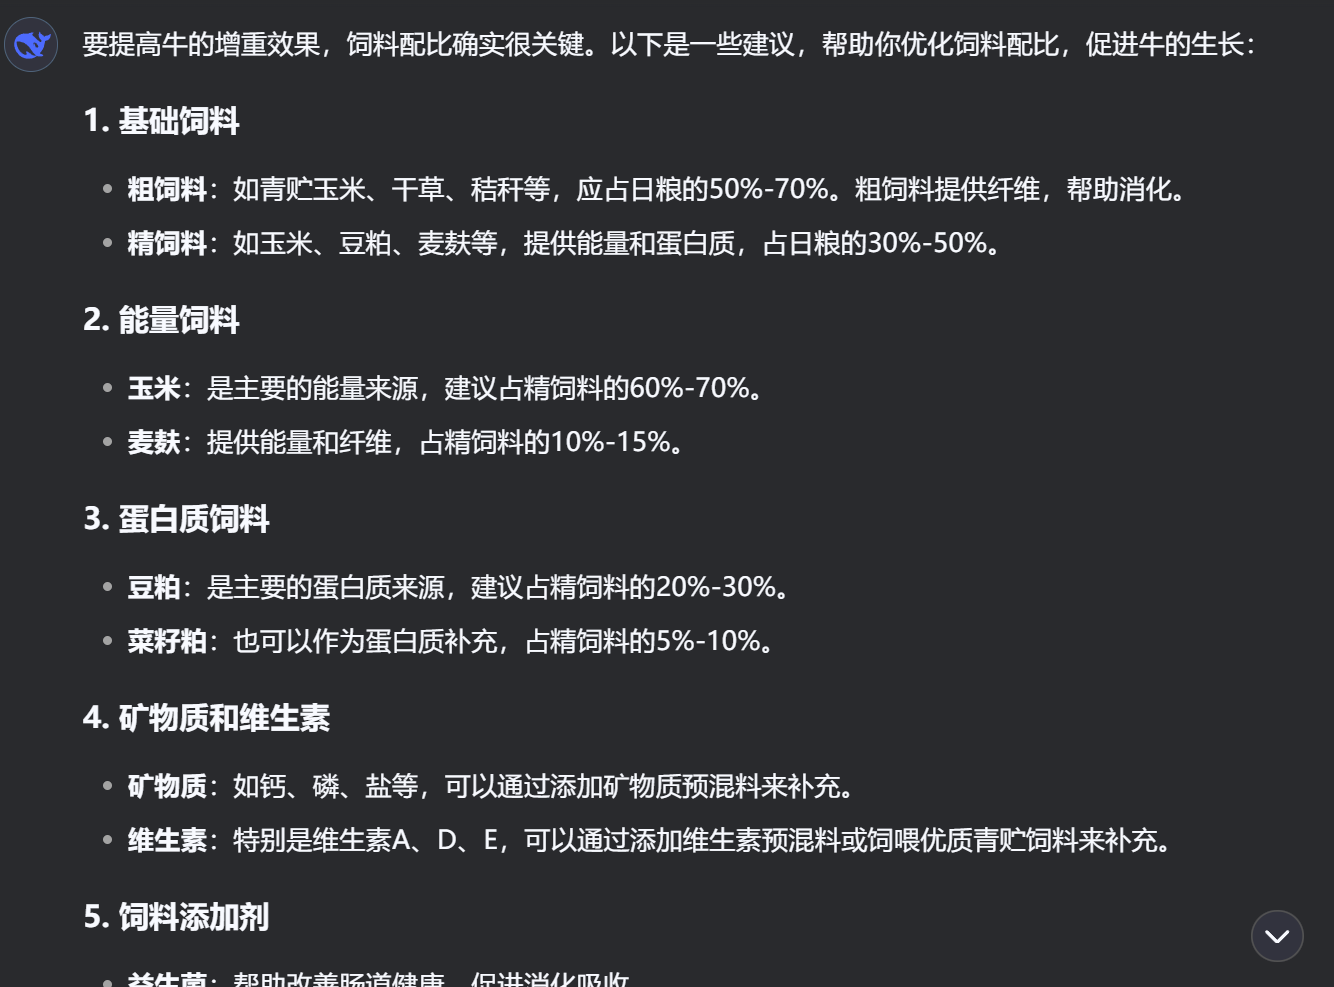 要提高牛的增重效果，饲料配比确实很关键。以下是一些建议，帮助你优化饲料配比，促进牛的生长：
1. 基础饲料
• 粗饲料：如青贮玉米、干草、秸秆等，应占日粮的50%-70%。粗饲料提供纤维，帮助消化。
• 精饲料：如玉米、豆粕、麦麸等，提供能量和蛋白质，占日粮的30%-50%。
2. 能量饲料
• 玉米：是主要的能量来源，建议占精饲料的60%-70%。
• 麦麸：提供能量和纤维，占精饲料的10%-15%。
3. 蛋白质饲料
• 豆粕：是主要的蛋白质来源，建议占精饲料的20%-30%。
• 菜籽粕：也可以作为蛋白质补充，占精饲料的5%-10%。
4. 矿物质和维生素
• 矿物质：如钙、磷、盐等，可以通过添加矿物质预混料来补充。
• 维生素：特别是维生素A、D、E，可以通过添加维生素预混料或饲喂优质青贮饲料来补充。
5. 饲料添加剂
• 益生菌：帮助改善肠道健康，促进消化吸收